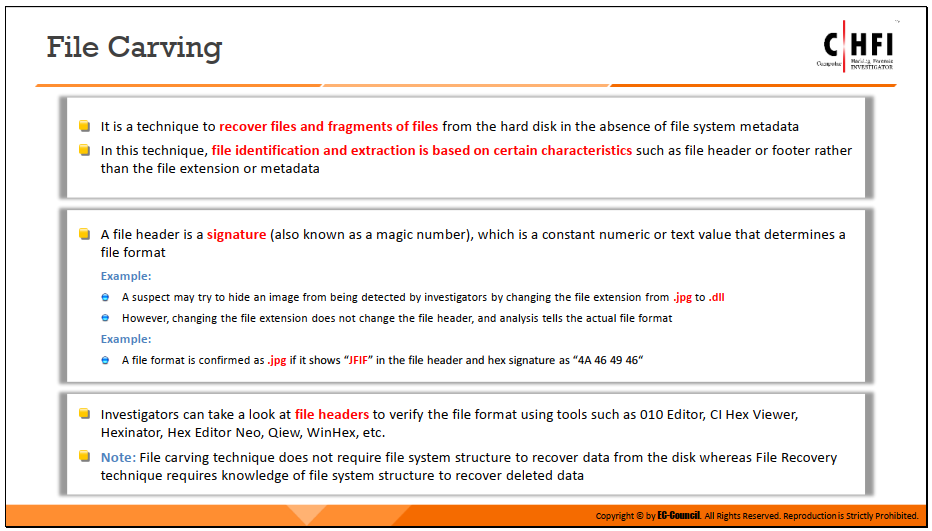 File Carving
C HFI
Computer Hacking Forensic
INVESTIGATOR
It is a technique to recover files and fragments of files from the hard disk in the absence of file system metadata
In this technique, file identification and extraction is based on certain characteristics such as file header or footer rather
than the file extension or metadata
A file header is a signature (also known as a magic number), which is a constant numeric or text value that determines a
file format
Example:
A suspect may try to hide an image from being detected by investigators by changing the file extension from .jpg to .dll
However, changing the file extension does not change the file header, and analysis tells the actual file format
Example:
A file format is confirmed as .jpg if it shows “JFIF” in the file header and hex signature as “4A 46 49 46“
Investigators can take a look at file headers to verify the file format using tools such as 010 Editor, CI Hex Viewer,
Hexinator, Hex Editor Neo, Qiew, WinHex, etc.
Note: File carving technique does not require file system structure to recover data from the disk whereas File Recovery
technique requires knowledge of file system structure to recover deleted data
Copyright © by EC-Council. All Rights Reserved. Reproduction is Strictly Prohibited.